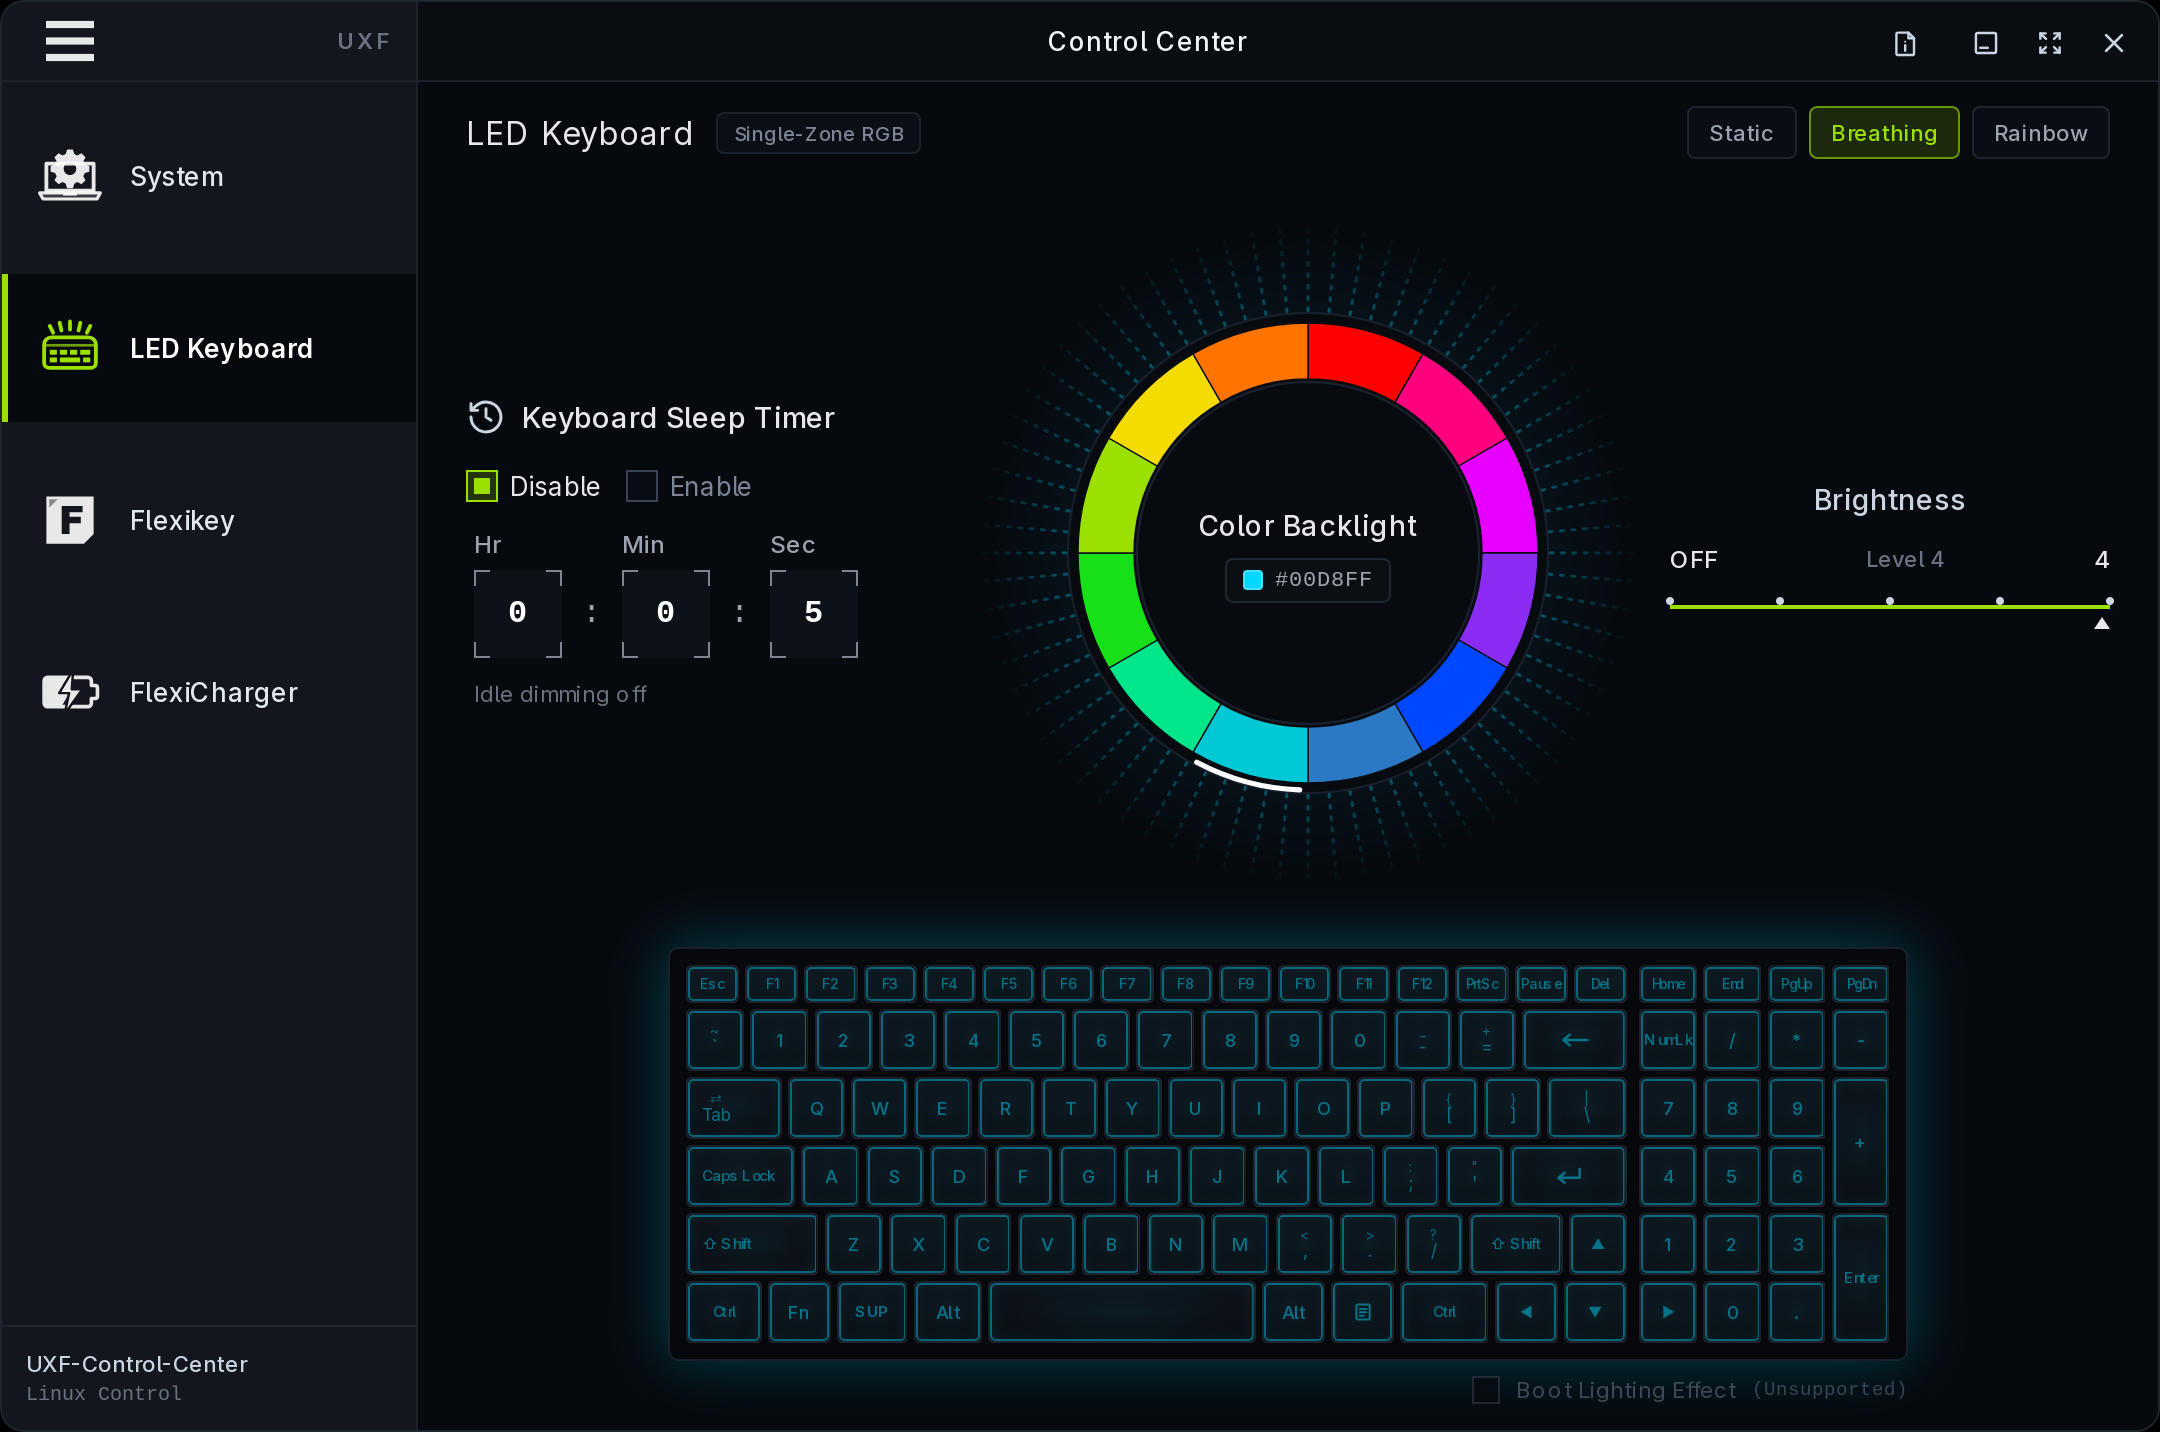 UXF
Control Center
System
LED Keyboard
Flexikey
FlexiCharger
UXF-Control-Center
Linux Control
LED Keyboard
Single-Zone RGB
Static
Breathing
Rainbow
Keyboard Sleep Timer
Disable
Enable
Hr
Min
Sec
0 : 0 : 5
Idle dimming off
Color Backlight
#00D8FF
Brightness
OFF
Level 4
4
Esc F1 F2 F3 F4 F5 F6 F7 F8 F9 F10 F11 F12 PrtSc Pause Del Home End PgUp PgDn
~ ` 1 2 3 4 5 6 7 8 9 0 _ - + = ← NumLk / * -
⇄ Tab Q W E R T Y U I O P { [ } ] | \ 7 8 9 +
Caps Lock A S D F G H J K L : ; " ' ↵ 4 5 6
⇧ Shift Z X C V B N M < , > . ? / ⇧ Shift ▲ 1 2 3 Enter
Ctrl Fn SUP Alt Alt Ctrl ◀ ▼ ▶ 0 .
Boot Lighting Effect (Unsupported)